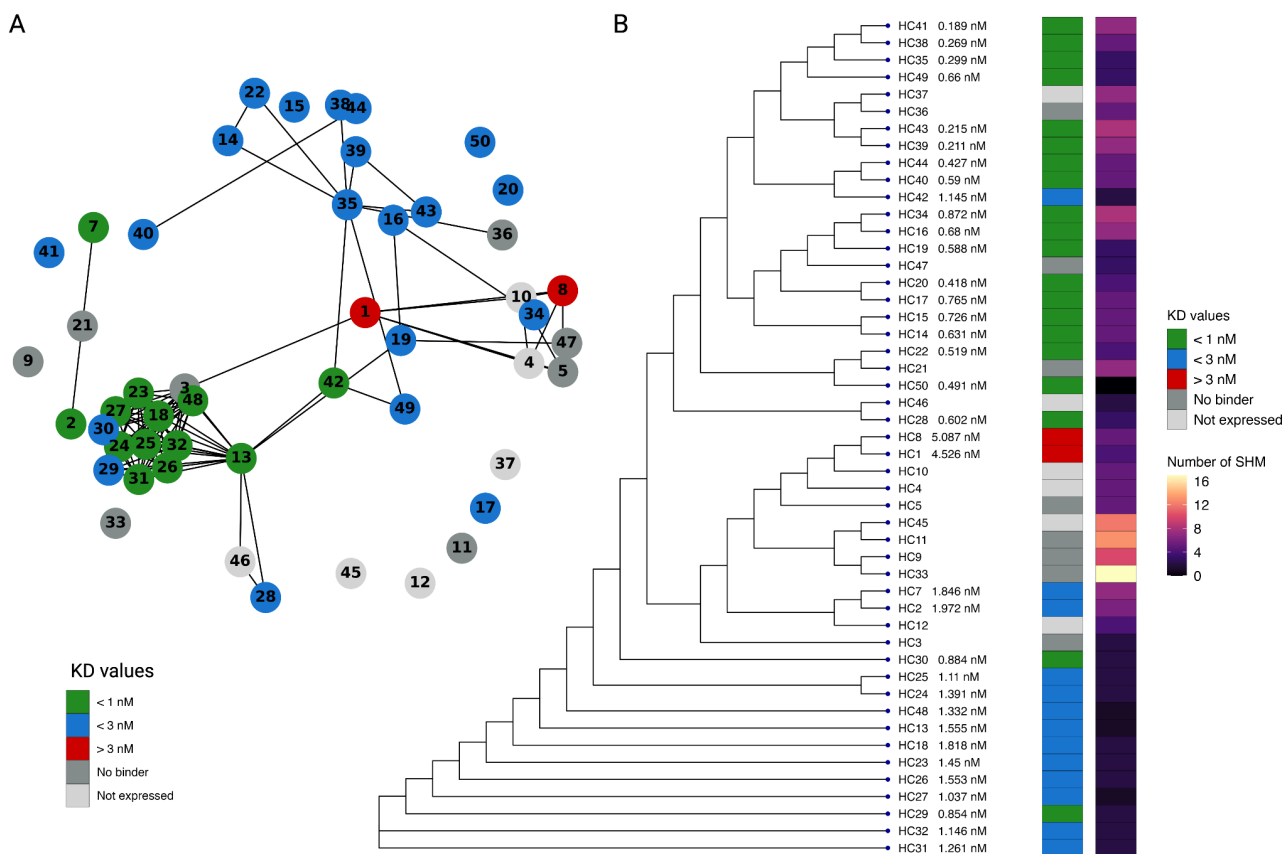 A
B
22
15
38
44
14
39
50
20
35
16
43
36
7
40
41
10
8
1
34
21
19
47
9
4
5
3
42
23
48
49
27
18
2
30
24
25
32
13
29
26
31
37
17
33
11
46
45
12
28
KD values
< 1 nM
< 3 nM
> 3 nM
No binder
Not expressed
HC41 0.189 nM
HC38 0.269 nM
HC35 0.299 nM
HC49 0.66 nM
HC37
HC36
HC43 0.215 nM
HC39 0.211 nM
HC44 0.427 nM
HC40 0.59 nM
HC42 1.145 nM
HC34 0.872 nM
HC16 0.68 nM
HC19 0.588 nM
HC47
HC20 0.418 nM
HC17 0.765 nM
HC15 0.726 nM
HC14 0.631 nM
HC22 0.519 nM
HC21
HC50 0.491 nM
HC46
HC28 0.602 nM
HC8 5.087 nM
HC1 4.526 nM
HC10
HC4
HC5
HC45
HC11
HC9
HC33
HC7 1.846 nM
HC2 1.972 nM
HC12
HC3
HC30 0.884 nM
HC25 1.11 nM
HC24 1.391 nM
HC48 1.332 nM
HC13 1.555 nM
HC18 1.818 nM
HC23 1.45 nM
HC26 1.553 nM
HC27 1.037 nM
HC29 0.854 nM
HC32 1.146 nM
HC31 1.261 nM
KD values
< 1 nM
< 3 nM
> 3 nM
No binder
Not expressed
Number of SHM
16
12
8
4
0